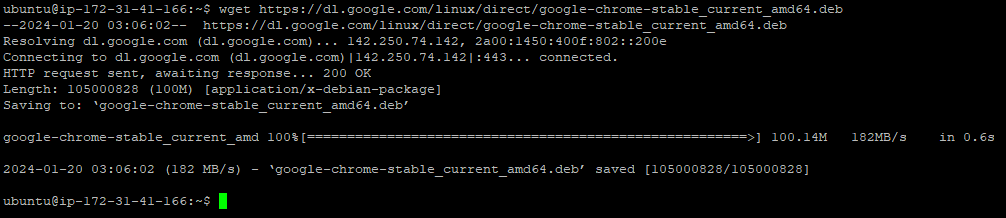 ubuntu@ip-172-31-41-166:~$ wget https://dl.google.com/linux/direct/google-chrome-stable_current_amd64.deb
--2024-01-20 03:06:02--  https://dl.google.com/linux/direct/google-chrome-stable_current_amd64.deb
Resolving dl.google.com (dl.google.com)... 142.250.74.142, 2a00:1450:400f:802::200e
Connecting to dl.google.com (dl.google.com)|142.250.74.142|:443... connected.
HTTP request sent, awaiting response... 200 OK
Length: 105000828 (100M) [application/x-debian-package]
Saving to: ‘google-chrome-stable_current_amd64.deb’
google-chrome-stable_current_amd 100%[=======================================================>] 100.14M   182MB/s    in 0.6s
2024-01-20 03:06:02 (182 MB/s) - ‘google-chrome-stable_current_amd64.deb’ saved [105000828/105000828]
ubuntu@ip-172-31-41-166:~$